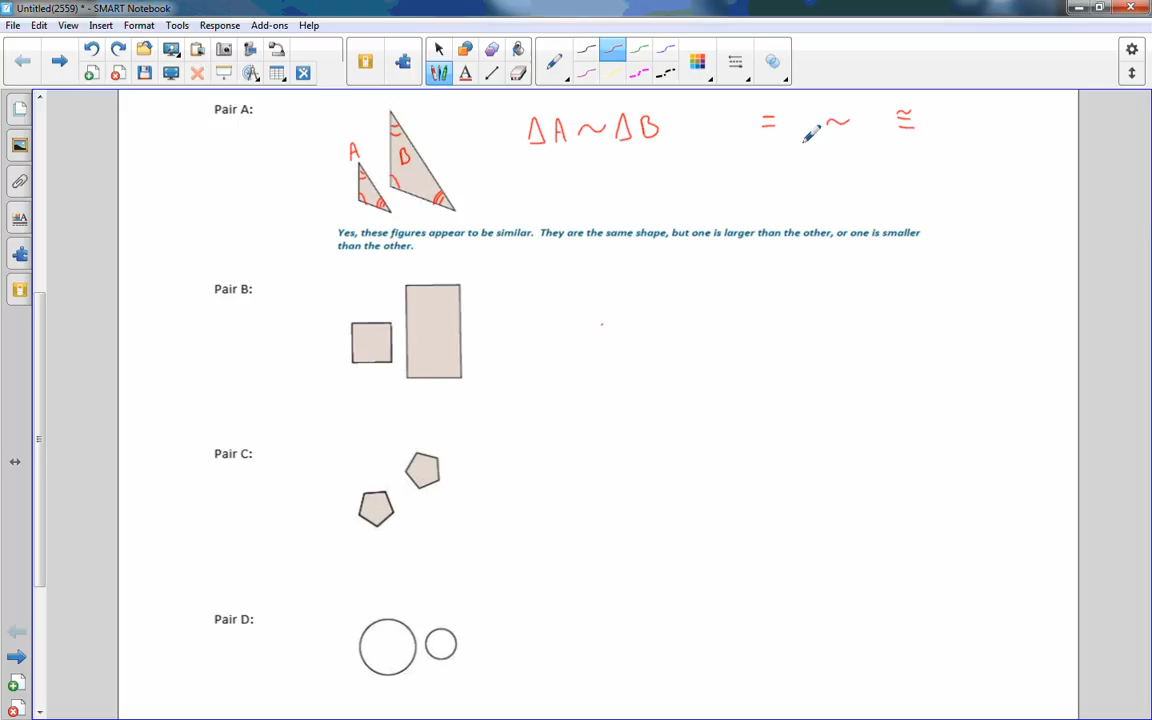 Untitled(2559) * - SMART Notebook
File Edit View Insert Format Tools Response Add-ons Help
Pair A:
A
B
ΔA ~ ΔB = ~ ≅
Yes, these figures appear to be similar. They are the same shape, but one is larger than the other, or one is smaller
than the other.
Pair B:
Pair C:
Pair D: